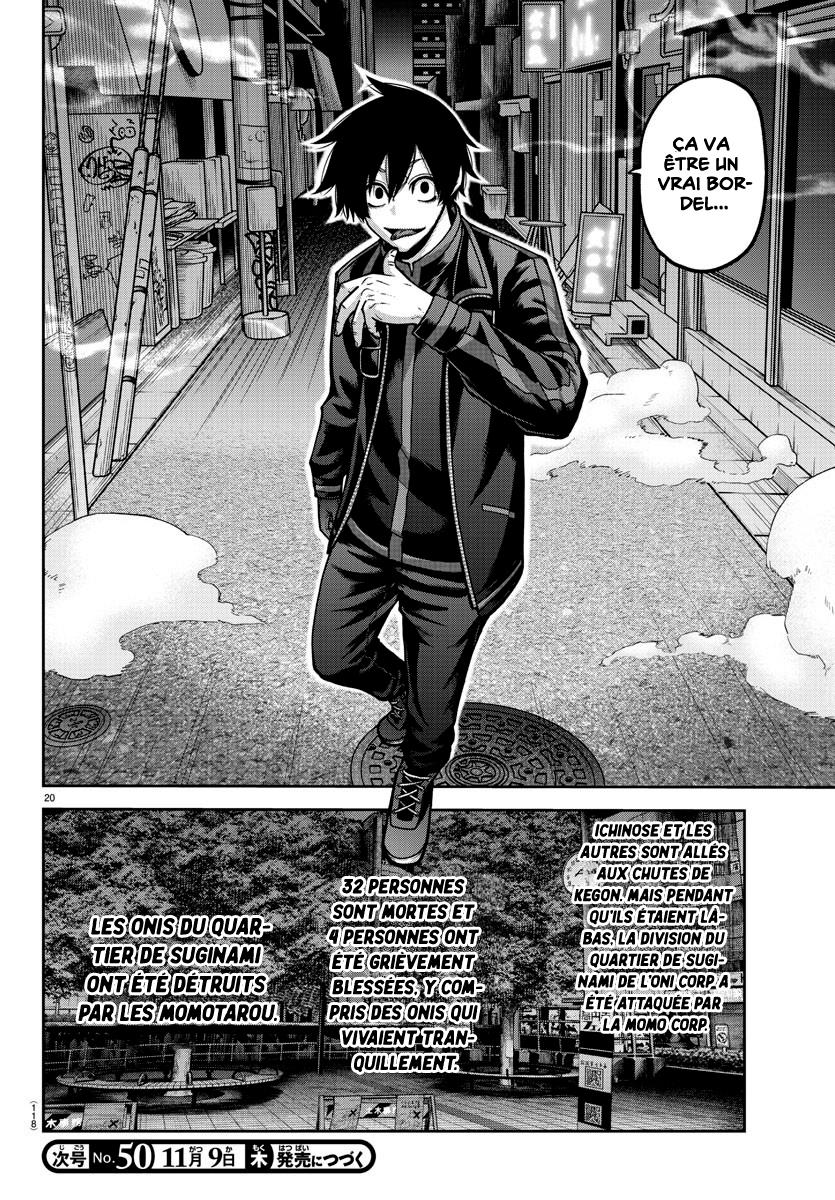 ÇA VA
ÊTRE UN
VRAI BOR-
DEL...
20
ICHINOSE ET LES
AUTRES SONT ALLÉS
AUX CHUTES DE
KEGON. MAIS PENDANT
QU'ILS ÉTAIENT LÀ-
BAS, LA DIVISION DU
QUARTIER DE SUGI-
NAMI DE L'ONI CORP. A
ÉTÉ ATTAQUÉE PAR
LA MOMO CORP.
32 PERSONNES
SONT MORTES ET
4 PERSONNES ONT
ÉTÉ GRIÈVEMENT
BLESSÉES. Y COM-
PRIS DES ONIS QUI
VIVAIENT TRAN-
QUILLEMENT.
LES ONIS DU QUAR-
TIER DE SUGINAMI
ONT ÉTÉ DÉTRUITS
PAR LES MOMOTAROU.
(118)
次号 No.50 11月9日 木 発売につづく